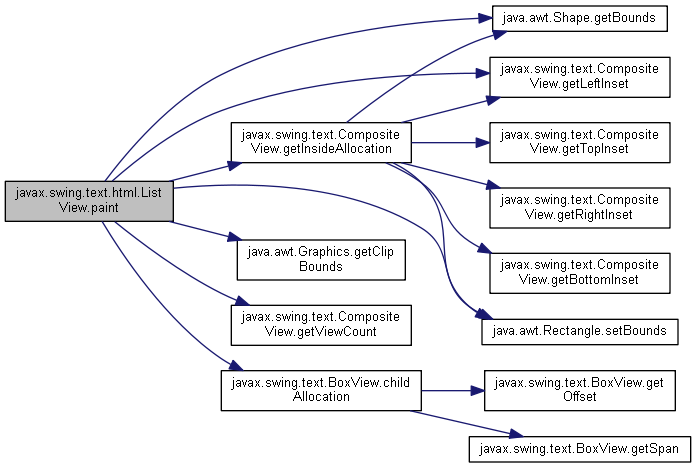 javax.swing.text.html.List
View.paint
java.awt.Shape.getBounds
javax.swing.text.Composite
View.getLeftInset
javax.swing.text.Composite
View.getInsideAllocation
javax.swing.text.Composite
View.getTopInset
javax.swing.text.Composite
View.getRightInset
javax.swing.text.Composite
View.getBottomInset
java.awt.Graphics.getClip
Bounds
javax.swing.text.Composite
View.getViewCount
java.awt.Rectangle.setBounds
javax.swing.text.BoxView.child
Allocation
javax.swing.text.BoxView.get
Offset
javax.swing.text.BoxView.getSpan